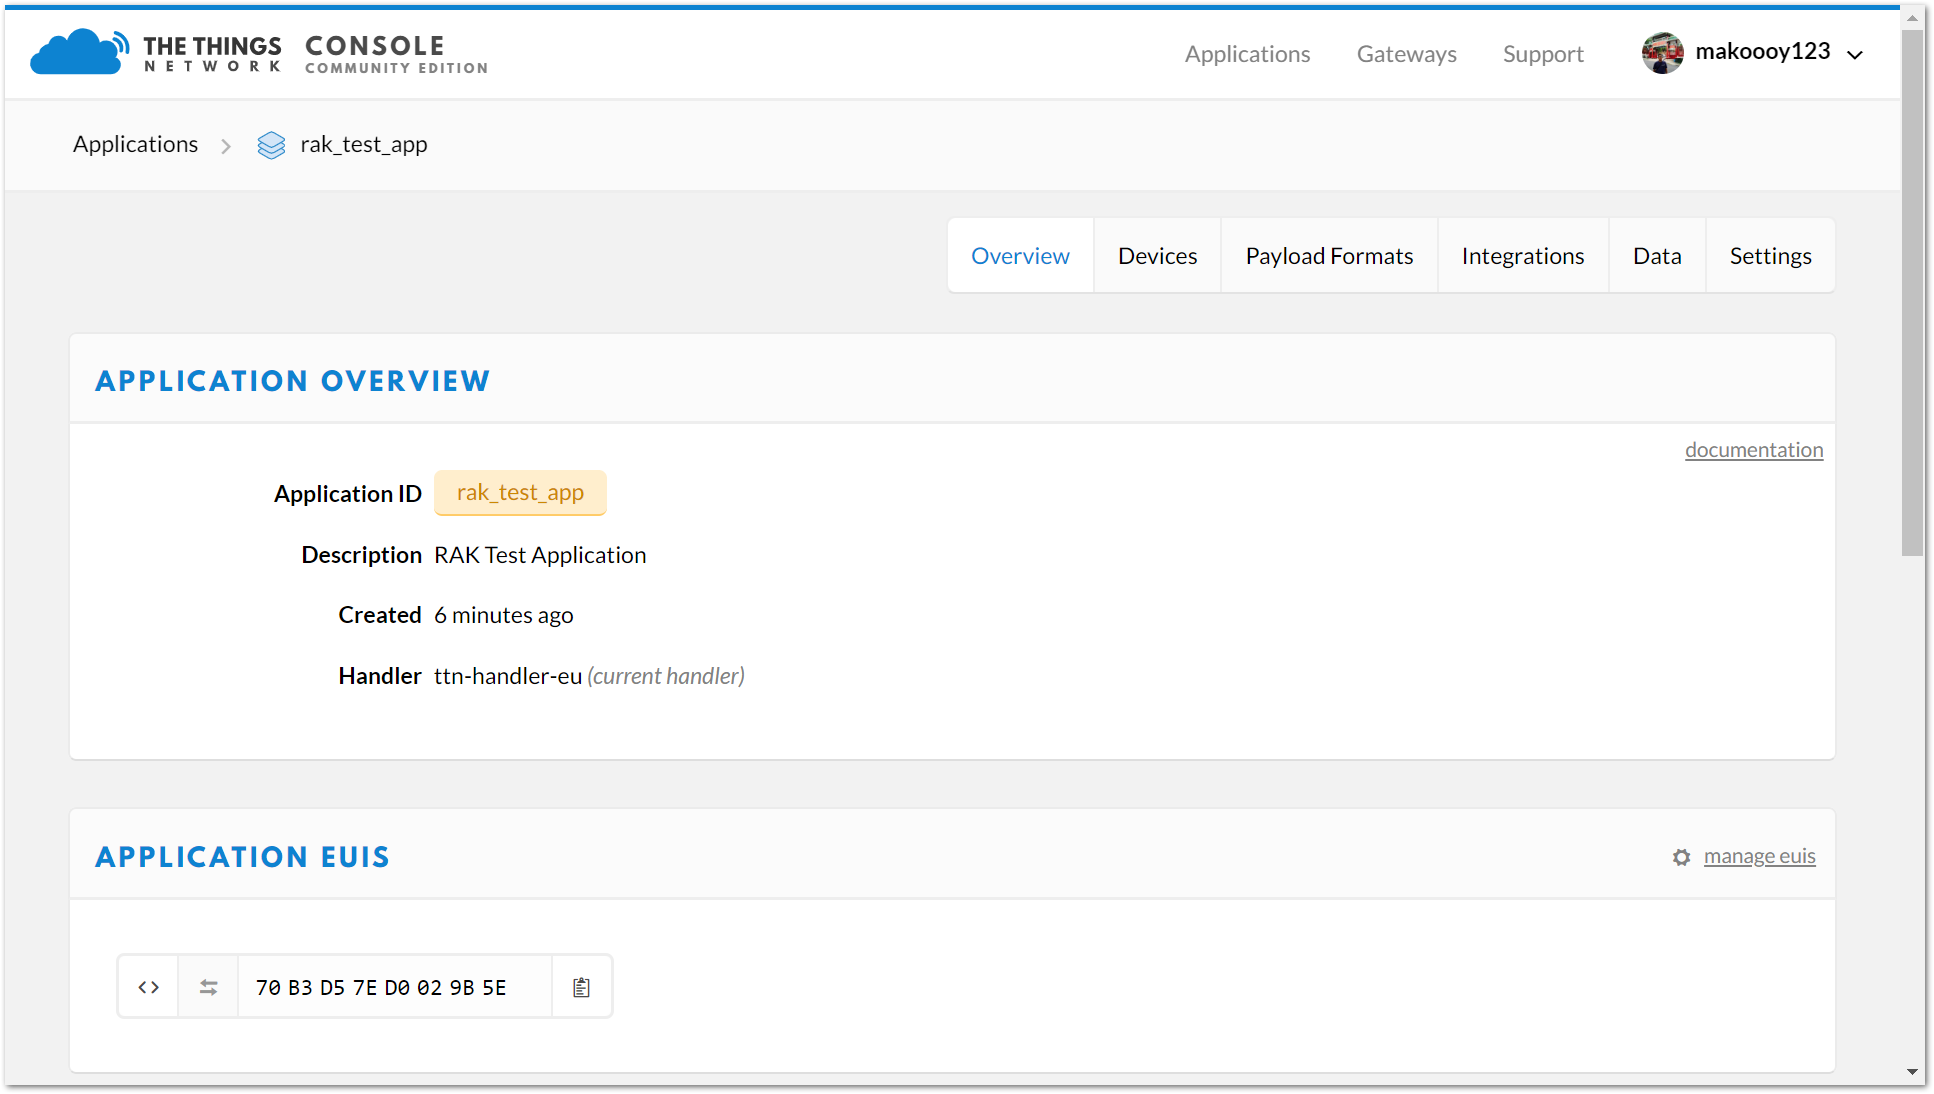 THE THINGS NETWORK CONSOLE COMMUNITY EDITION
Applications Gateways Support makoooy123
Applications rak_test_app
Overview Devices Payload Formats Integrations Data Settings
APPLICATION OVERVIEW
documentation
Application ID rak_test_app
Description RAK Test Application
Created 6 minutes ago
Handler ttn-handler-eu (current handler)
APPLICATION EUIS
manage euis
<> 70 B3 D5 7E D0 02 9B 5E